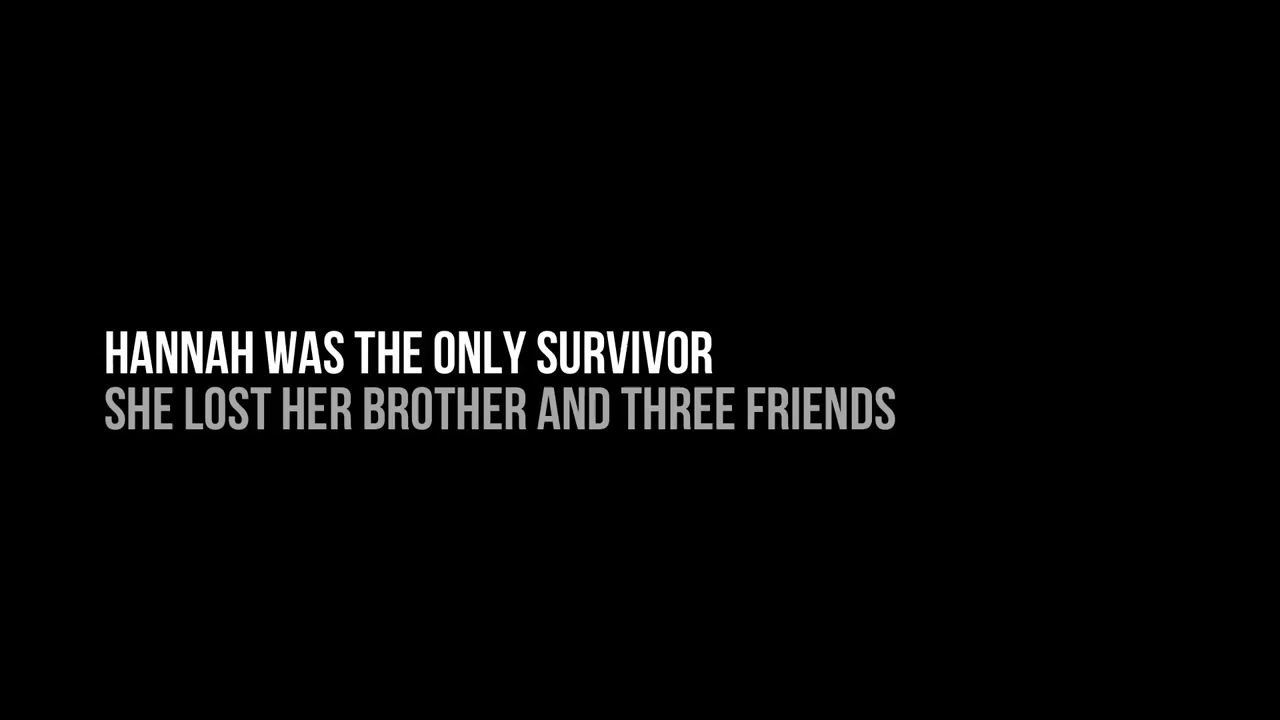 HANNAH WAS THE ONLY SURVIVOR
SHE LOST HER BROTHER AND THREE FRIENDS